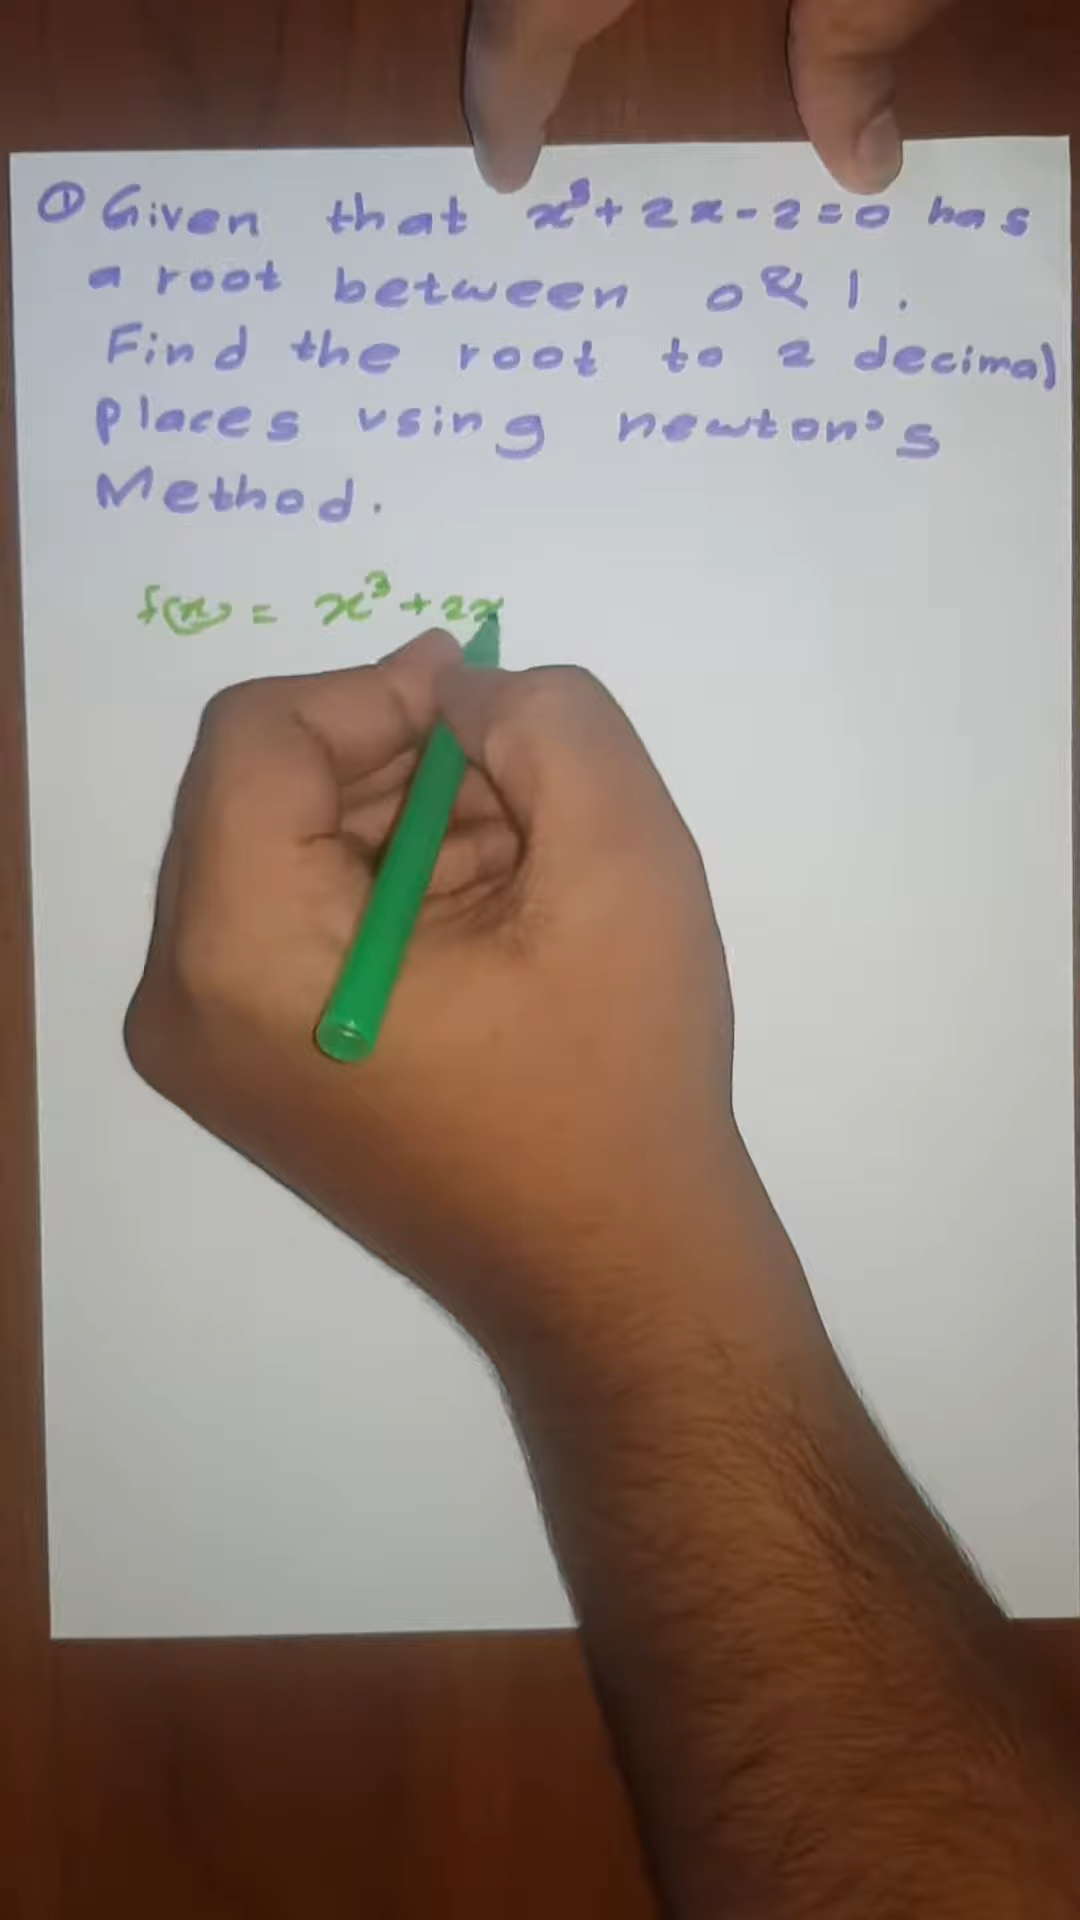 ① Given that x³+2x-2=0 has
a root between 0 & 1.
Find the root to 2 decimal
places using newton's
Method.
f(x) = x³+2x